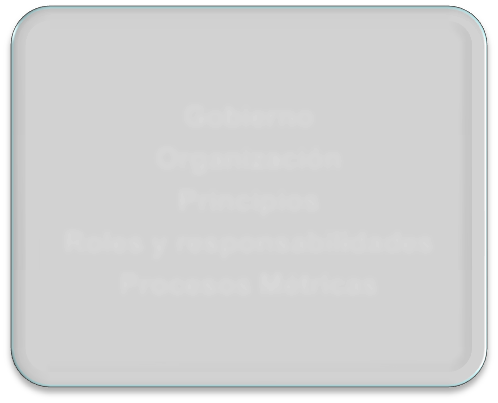 Gobierno
Organización
Principios
Roles y responsabilidades
Procesos Métricas